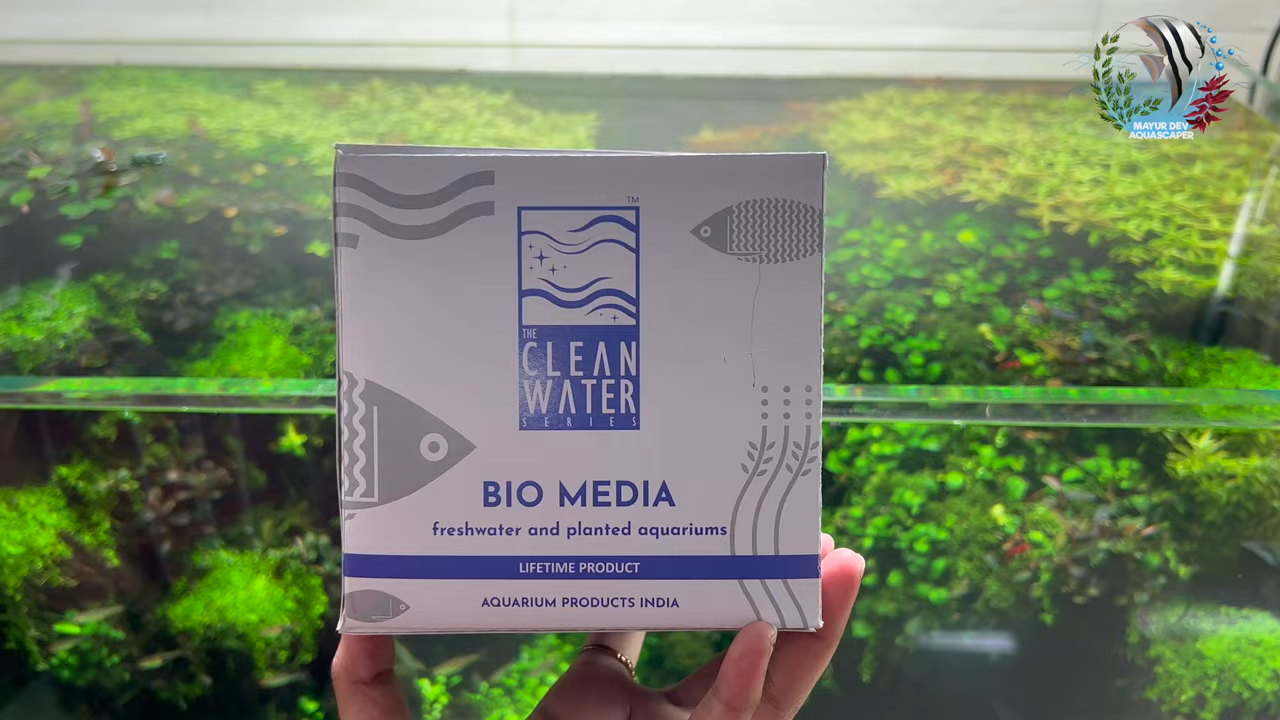 MAYUR DEV
AQUASCAPER
TM
THE
CLEAN
WATER
SERIES
BIO MEDIA
freshwater and planted aquariums
LIFETIME PRODUCT
AQUARIUM PRODUCTS INDIA